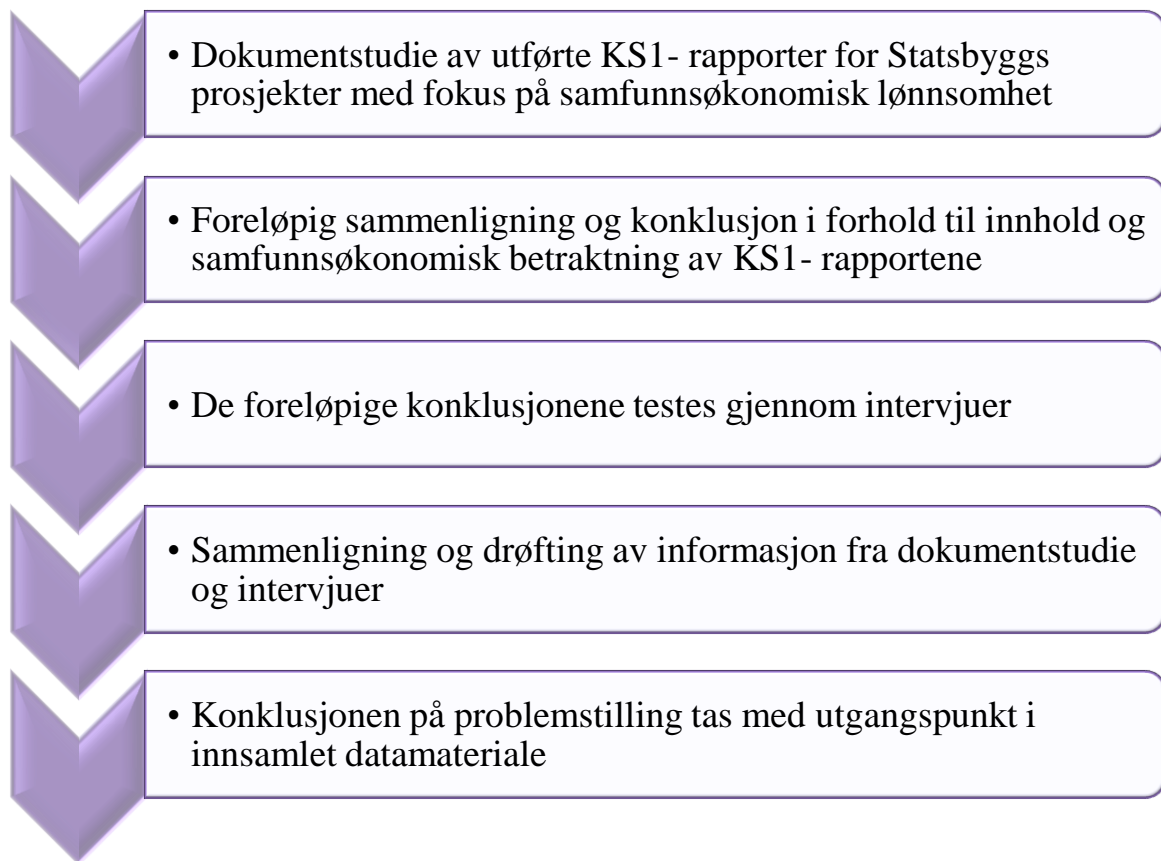 • Dokumentstudie av utførte KS1- rapporter for Statsbyggs
prosjekter med fokus på samfunnsøkonomisk lønnsomhet
• Foreløpig sammenligning og konklusjon i forhold til innhold og
samfunnsøkonomisk betraktning av KS1- rapportene
• De foreløpige konklusjonene testes gjennom intervjuer
• Sammenligning og drøfting av informasjon fra dokumentstudie
og intervjuer
• Konklusjonen på problemstilling tas med utgangspunkt i
innsamlet datamateriale